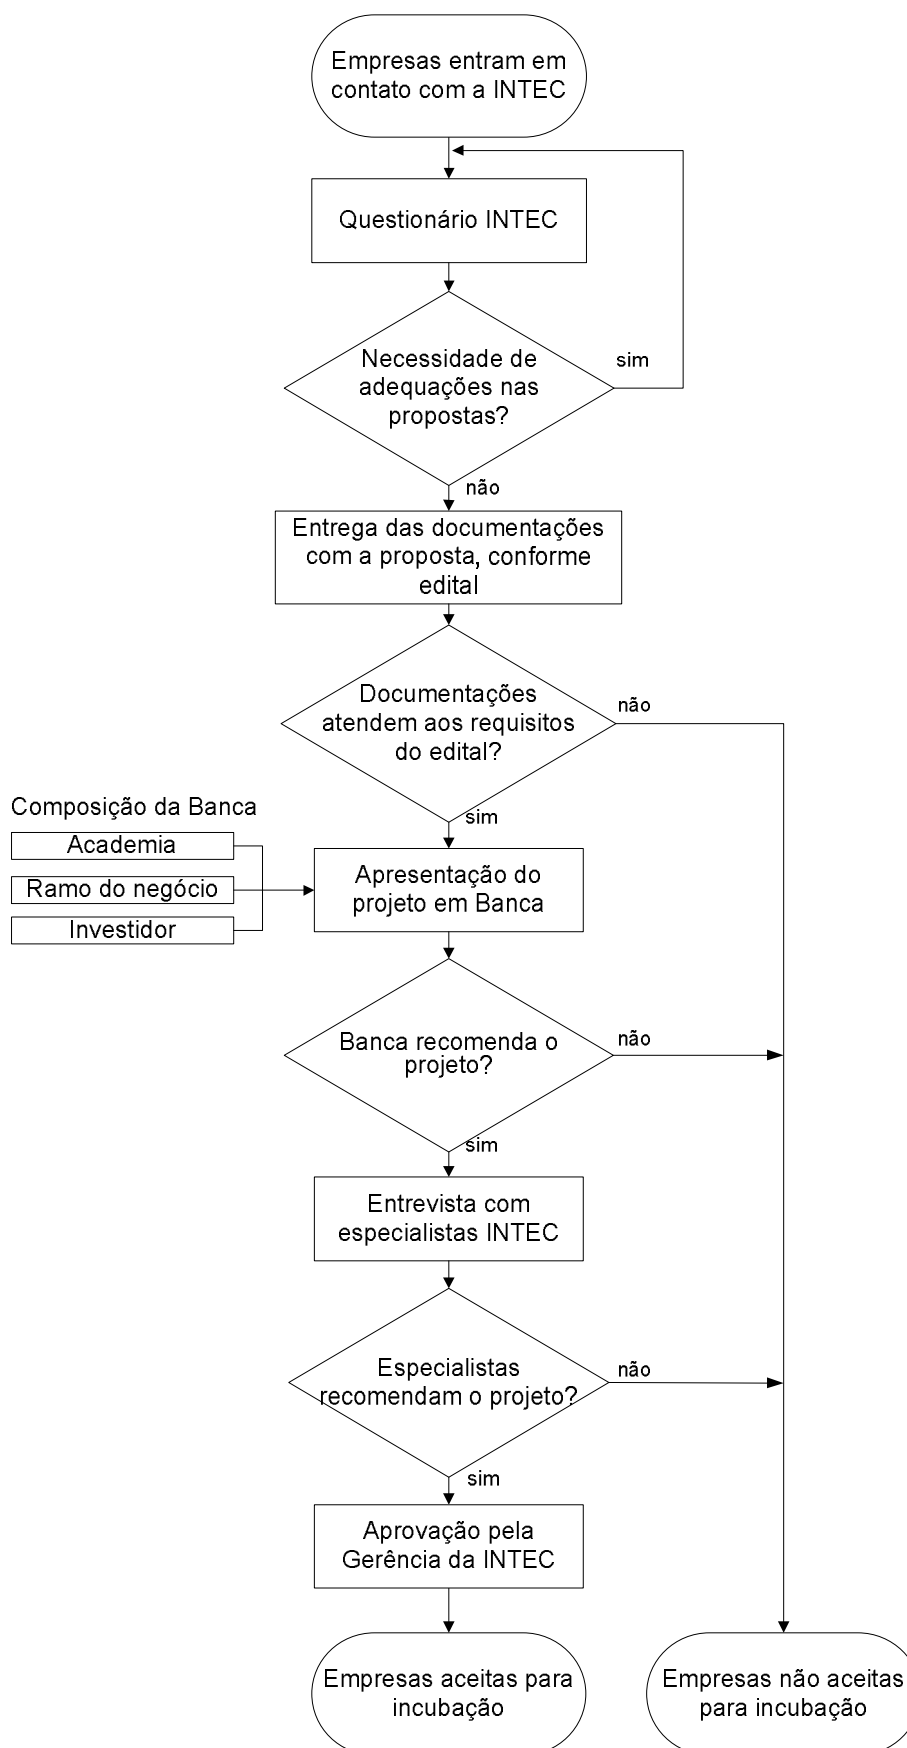 Empresas entram em
contato com a INTEC
Questionário INTEC
Necessidade de
adequações nas
propostas?
sim
não
Entrega das documentações
com a proposta, conforme
edital
Documentações
atendem aos requisitos
do edital?
não
sim
Composição da Banca
Academia
Ramo do negócio
Investidor
Apresentação do
projeto em Banca
Banca recomenda o
projeto?
não
sim
Entrevista com
especialistas INTEC
Especialistas
recomendam o projeto?
não
sim
Aprovação pela
Gerência da INTEC
Empresas aceitas para
incubação
Empresas não aceitas
para incubação